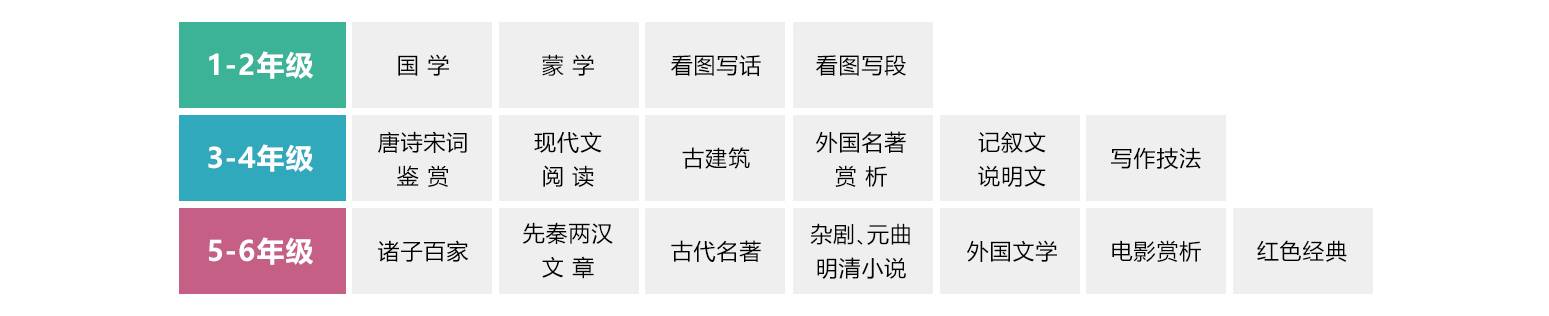 1-2年级 国 学 蒙 学 看图写话 看图写段
3-4年级
唐诗宋词
鉴 赏
现代文
阅 读
古建筑
外国名著
赏 析
记叙文
说明文
写作技法
5-6年级
诸子百家
先秦两汉
文 章
古代名著
杂剧、元曲
明清小说
外国文学
电影赏析
红色经典